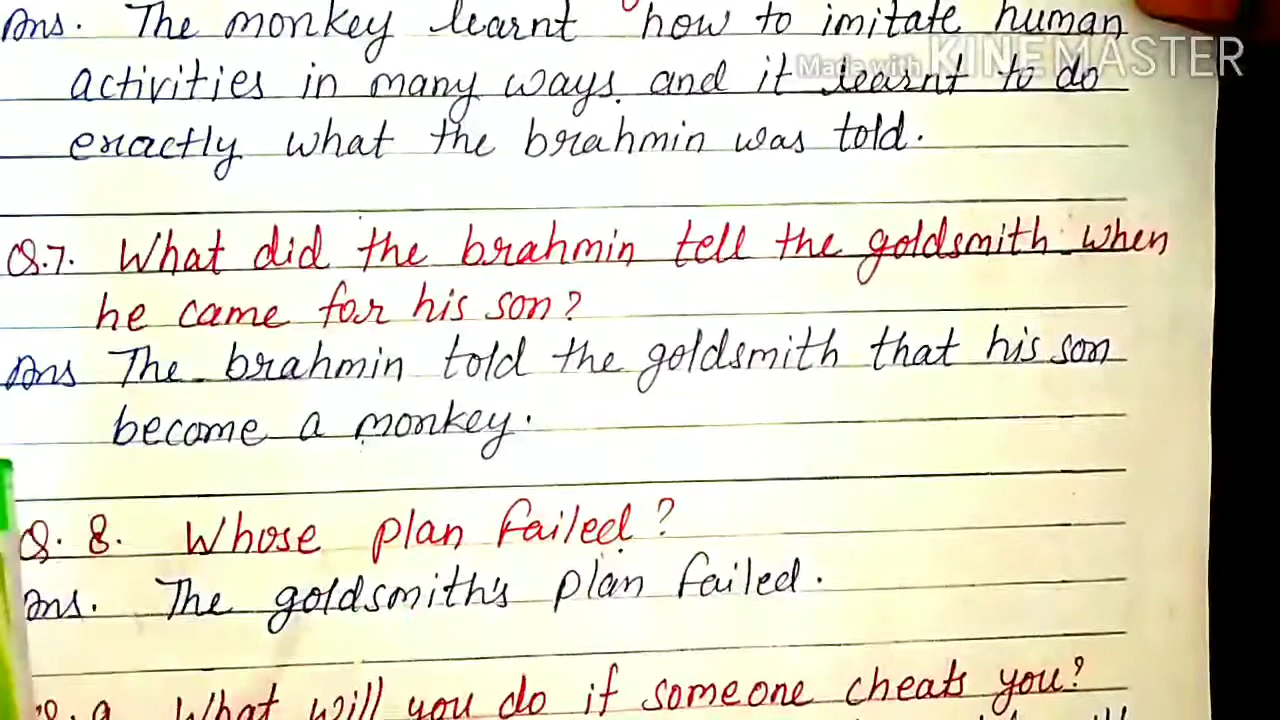 Ans. The monkey learnt how to imitate human
Made with KINEMASTER
activities in many ways. and it learnt to do
exactly what the brahmin was told.
Q.7. What did the brahmin tell the goldsmith when
he came for his son?
Ans The brahmin told the goldsmith that his son
become a monkey.
Q. 8. Whose plan failed?
Ans. The goldsmith's plan failed.
Q. 9 What will you do if someone cheats you?